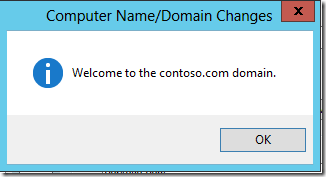 Computer Name/Domain Changes
x
Welcome to the contoso.com domain.
OK